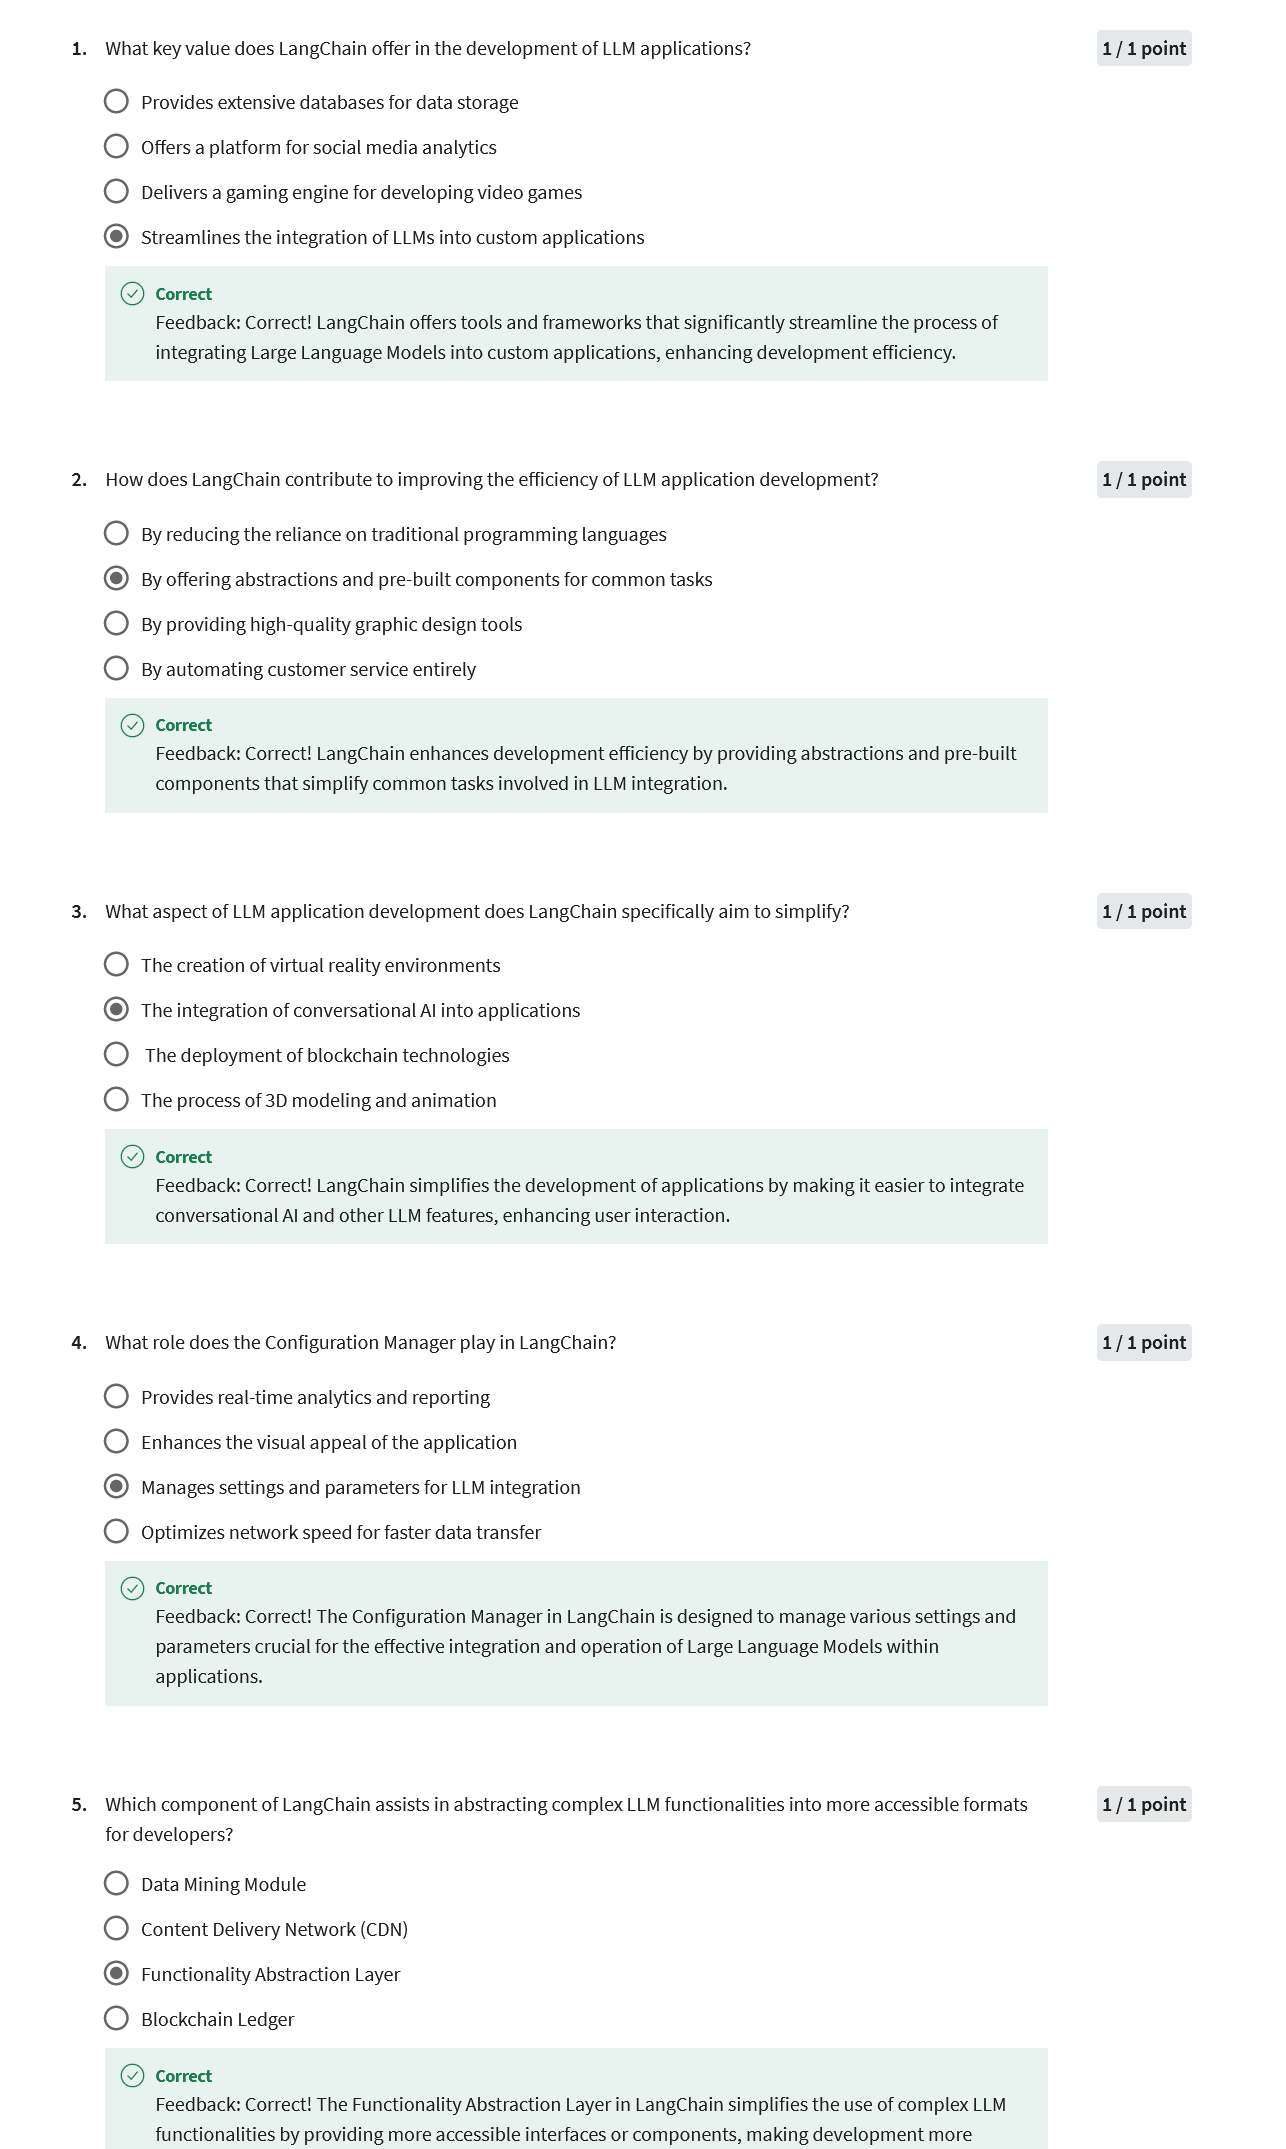 1. What key value does LangChain offer in the development of LLM applications?
1 / 1 point
Provides extensive databases for data storage
Offers a platform for social media analytics
Delivers a gaming engine for developing video games
Streamlines the integration of LLMs into custom applications
Correct
Feedback: Correct! LangChain offers tools and frameworks that significantly streamline the process of
integrating Large Language Models into custom applications, enhancing development efficiency.
2. How does LangChain contribute to improving the efficiency of LLM application development?
1 / 1 point
By reducing the reliance on traditional programming languages
By offering abstractions and pre-built components for common tasks
By providing high-quality graphic design tools
By automating customer service entirely
Correct
Feedback: Correct! LangChain enhances development efficiency by providing abstractions and pre-built
components that simplify common tasks involved in LLM integration.
3. What aspect of LLM application development does LangChain specifically aim to simplify?
1 / 1 point
The creation of virtual reality environments
The integration of conversational AI into applications
The deployment of blockchain technologies
The process of 3D modeling and animation
Correct
Feedback: Correct! LangChain simplifies the development of applications by making it easier to integrate
conversational AI and other LLM features, enhancing user interaction.
4. What role does the Configuration Manager play in LangChain?
1 / 1 point
Provides real-time analytics and reporting
Enhances the visual appeal of the application
Manages settings and parameters for LLM integration
Optimizes network speed for faster data transfer
Correct
Feedback: Correct! The Configuration Manager in LangChain is designed to manage various settings and
parameters crucial for the effective integration and operation of Large Language Models within
applications.
5. Which component of LangChain assists in abstracting complex LLM functionalities into more accessible formats
for developers?
1 / 1 point
Data Mining Module
Content Delivery Network (CDN)
Functionality Abstraction Layer
Blockchain Ledger
Correct
Feedback: Correct! The Functionality Abstraction Layer in LangChain simplifies the use of complex LLM
functionalities by providing more accessible interfaces or components, making development more